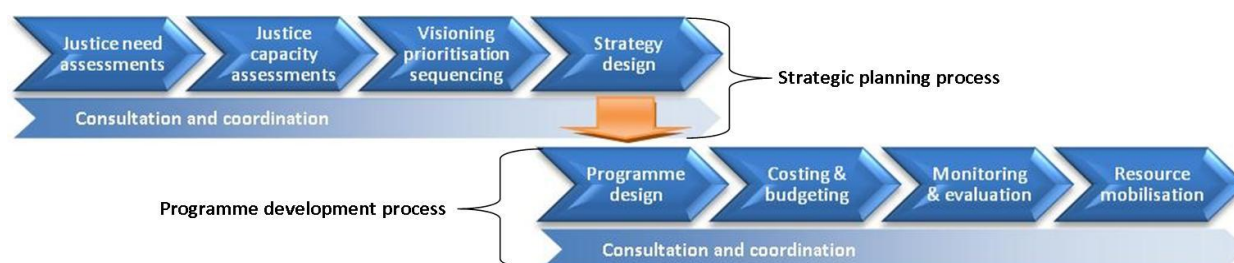 Justice need
assessments
Justice
capacity
assessments
Visioning
prioritisation
sequencing
Strategy
design
Strategic planning process
Consultation and coordination
Programme
design
Costing &
budgeting
Monitoring
& evaluation
Resource
mobilisation
Programme development process
Consultation and coordination